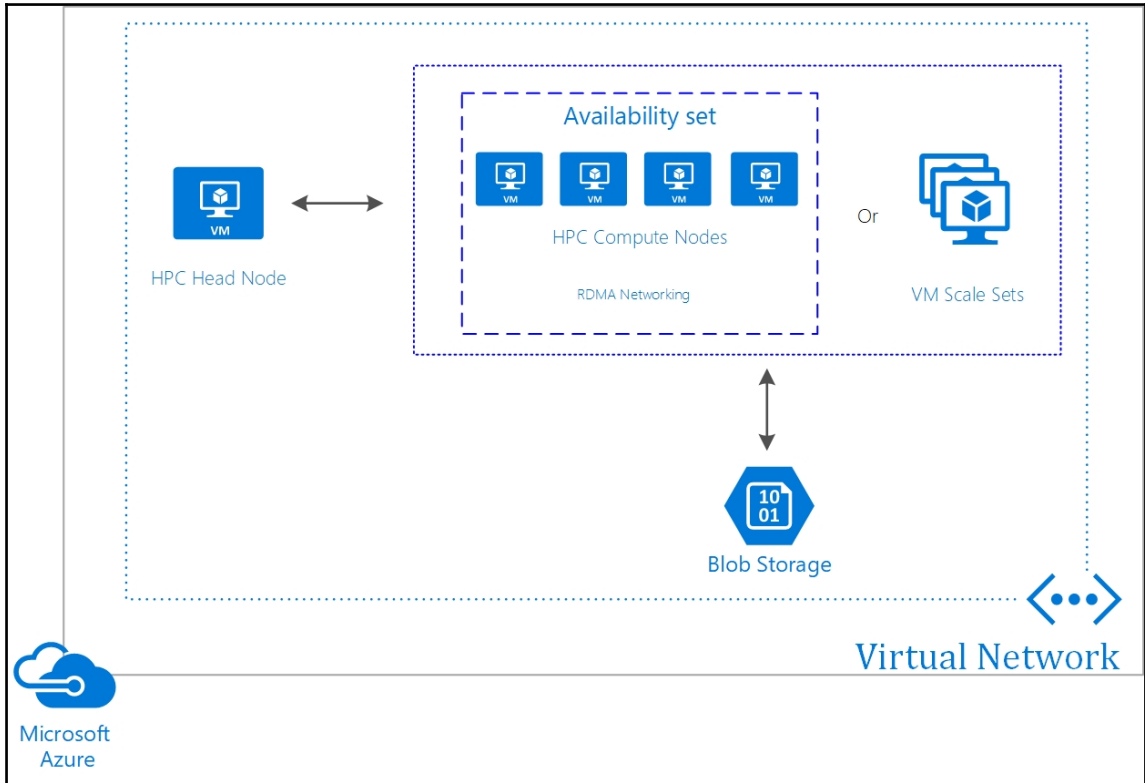 Availability set
VM
VM
VM
VM
VM
HPC Compute Nodes
Or
HPC Head Node
RDMA Networking
VM Scale Sets
10
01
Blob Storage
Virtual Network
Microsoft
Azure